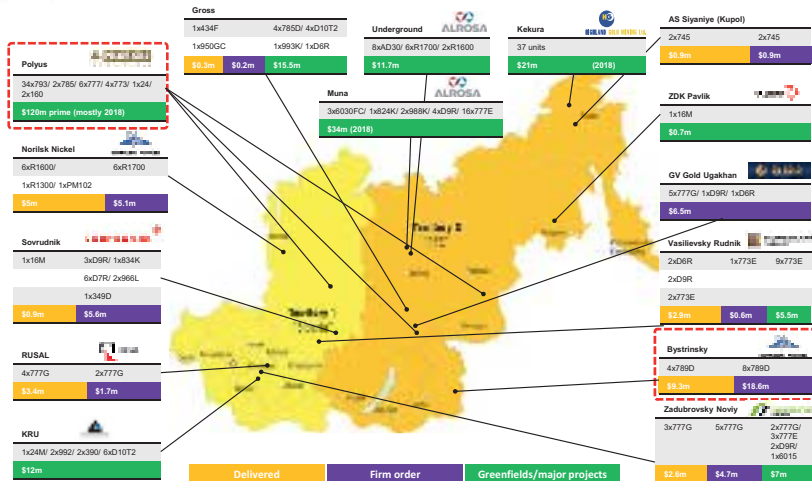 Gross
1x434F 4x785D/ 4xD10T2
1x950GC 1x993K/ 1xD6R
$0.3m $0.2m $15.5m
Underground ALROSA
8xAD30/ 6xR1700/ 2xR1600
$11.7m
Kekura HIGHLAND GOLD MINING Ltd.
37 units
$21m (2018)
AS Siyaniye (Kupol)
2x745 2x745
$0.9m $0.9m
Polyus
34x793/ 2x785/ 6x777/ 4x773/ 1x24/
2x160
$120m prime (mostly 2018)
Muna ALROSA
3x6030FC/ 1x824K/ 2x988K/ 4xD9R/ 16x777E
$34m (2018)
ZDK Pavlik
1x16M
$0.7m
Norilsk Nickel
6xR1600/ 6xR1700
1xR1300/ 1xPM102
$5m $5.1m
GV Gold Ugakhan
5x777G/ 1xD9R/ 1xD6R
$6.5m
Sovrudnik
1x16M 3xD9R/ 1x834K
6xD7R/ 2x966L
1x349D
$0.9m $5.6m
Vasilievsky Rudnik
2xD6R 1x773E 9x773E
2xD9R
2x773E
$2.9m $0.6m $5.5m
RUSAL
4x777G 2x777G
$3.4m $1.7m
Bystrinsky
4x789D 8x789D
$9.3m $18.6m
KRU
1x24M/ 2x992/ 2x390/ 6xD10T2
$12m
Zadubrovsky Noviy
3x777G 5x777G 2x777G/
3x777E
2xD9R/
1x6015
$2.6m $4.7m $7m
Delivered Firm order Greenfields/major projects